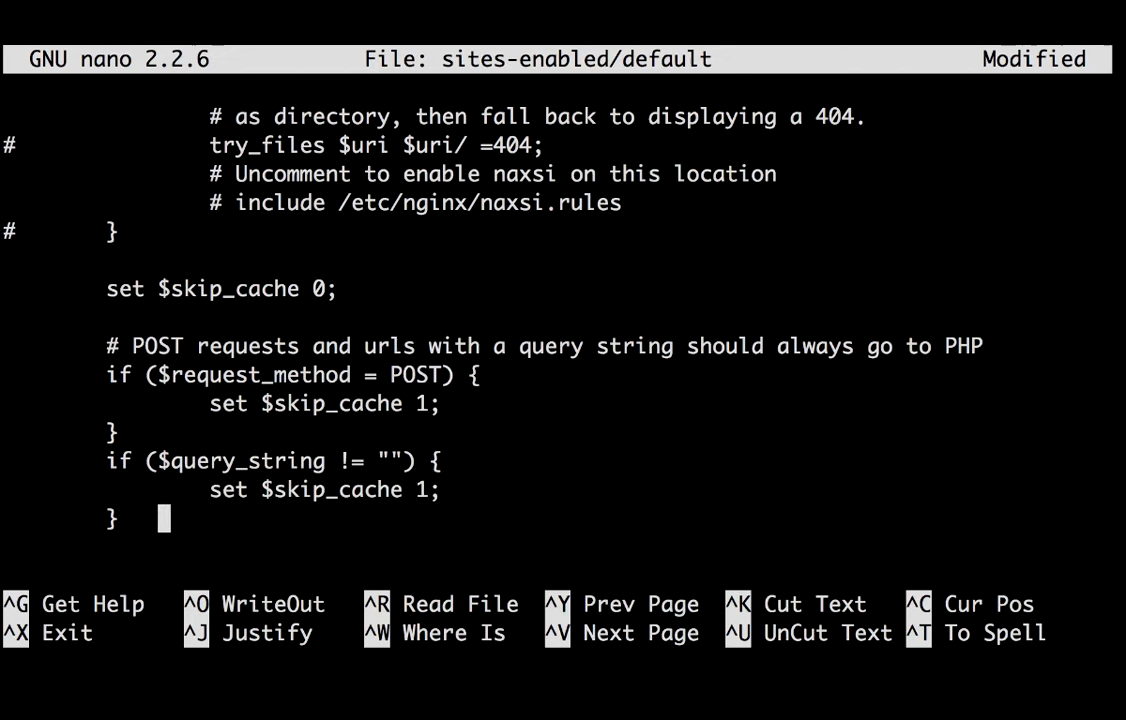 GNU nano 2.2.6 File: sites-enabled/default Modified
# as directory, then fall back to displaying a 404.
# try_files $uri $uri/ =404;
# Uncomment to enable naxsi on this location
# include /etc/nginx/naxsi.rules
# }
set $skip_cache 0;
# POST requests and urls with a query string should always go to PHP
if ($request_method = POST) {
set $skip_cache 1;
}
if ($query_string != "") {
set $skip_cache 1;
}
^G Get Help ^O WriteOut ^R Read File ^Y Prev Page ^K Cut Text ^C Cur Pos
^X Exit ^J Justify ^W Where Is ^V Next Page ^U UnCut Text ^T To Spell